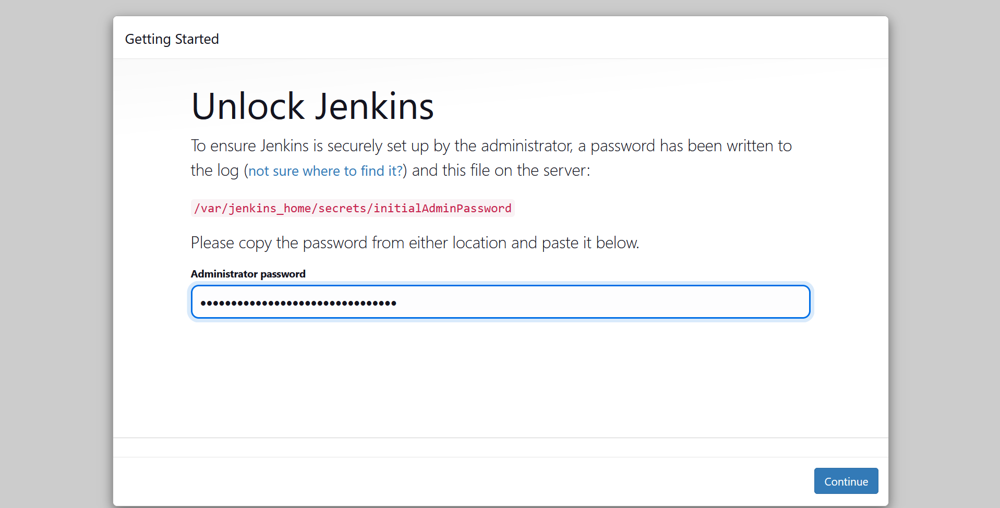 Getting Started
Unlock Jenkins
To ensure Jenkins is securely set up by the administrator, a password has been written to
the log (not sure where to find it?) and this file on the server:
/var/jenkins_home/secrets/initialAdminPassword
Please copy the password from either location and paste it below.
Administrator password
••••••••••••••••••••••••••••••••
Continue